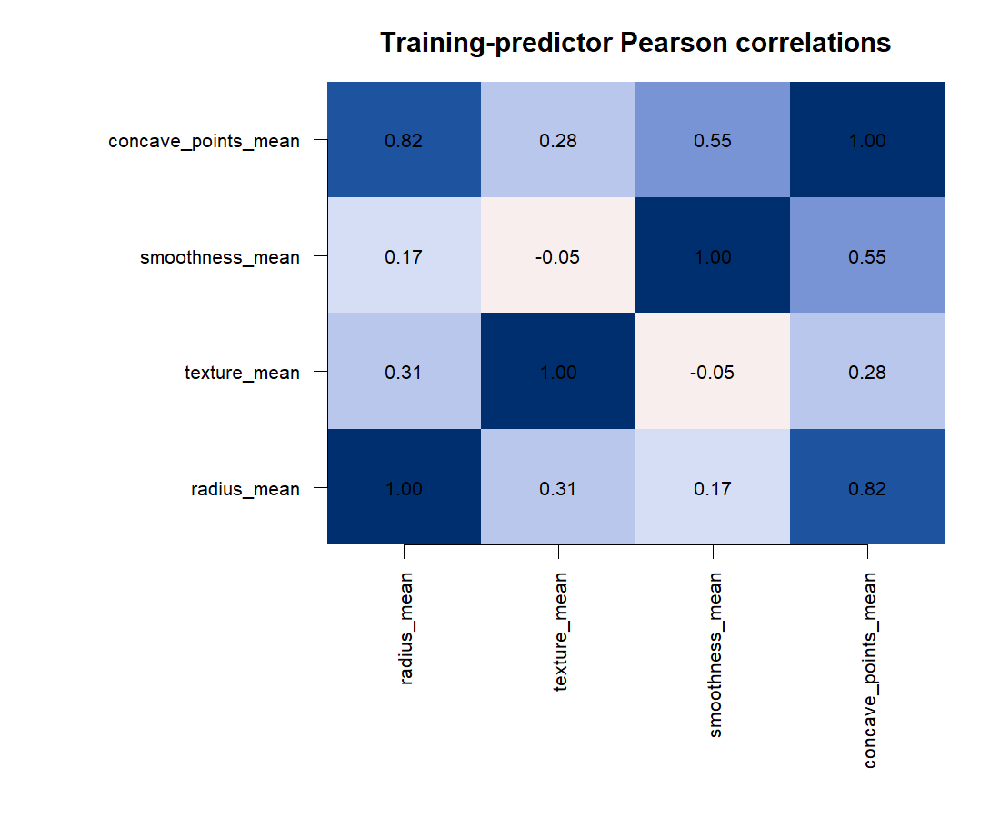 Training-predictor Pearson correlations
concave_points_mean 0.82 0.28 0.55 1.00
smoothness_mean 0.17 -0.05 1.00 0.55
texture_mean 0.31 1.00 -0.05 0.28
radius_mean 1.00 0.31 0.17 0.82
radius_mean
texture_mean
smoothness_mean
concave_points_mean